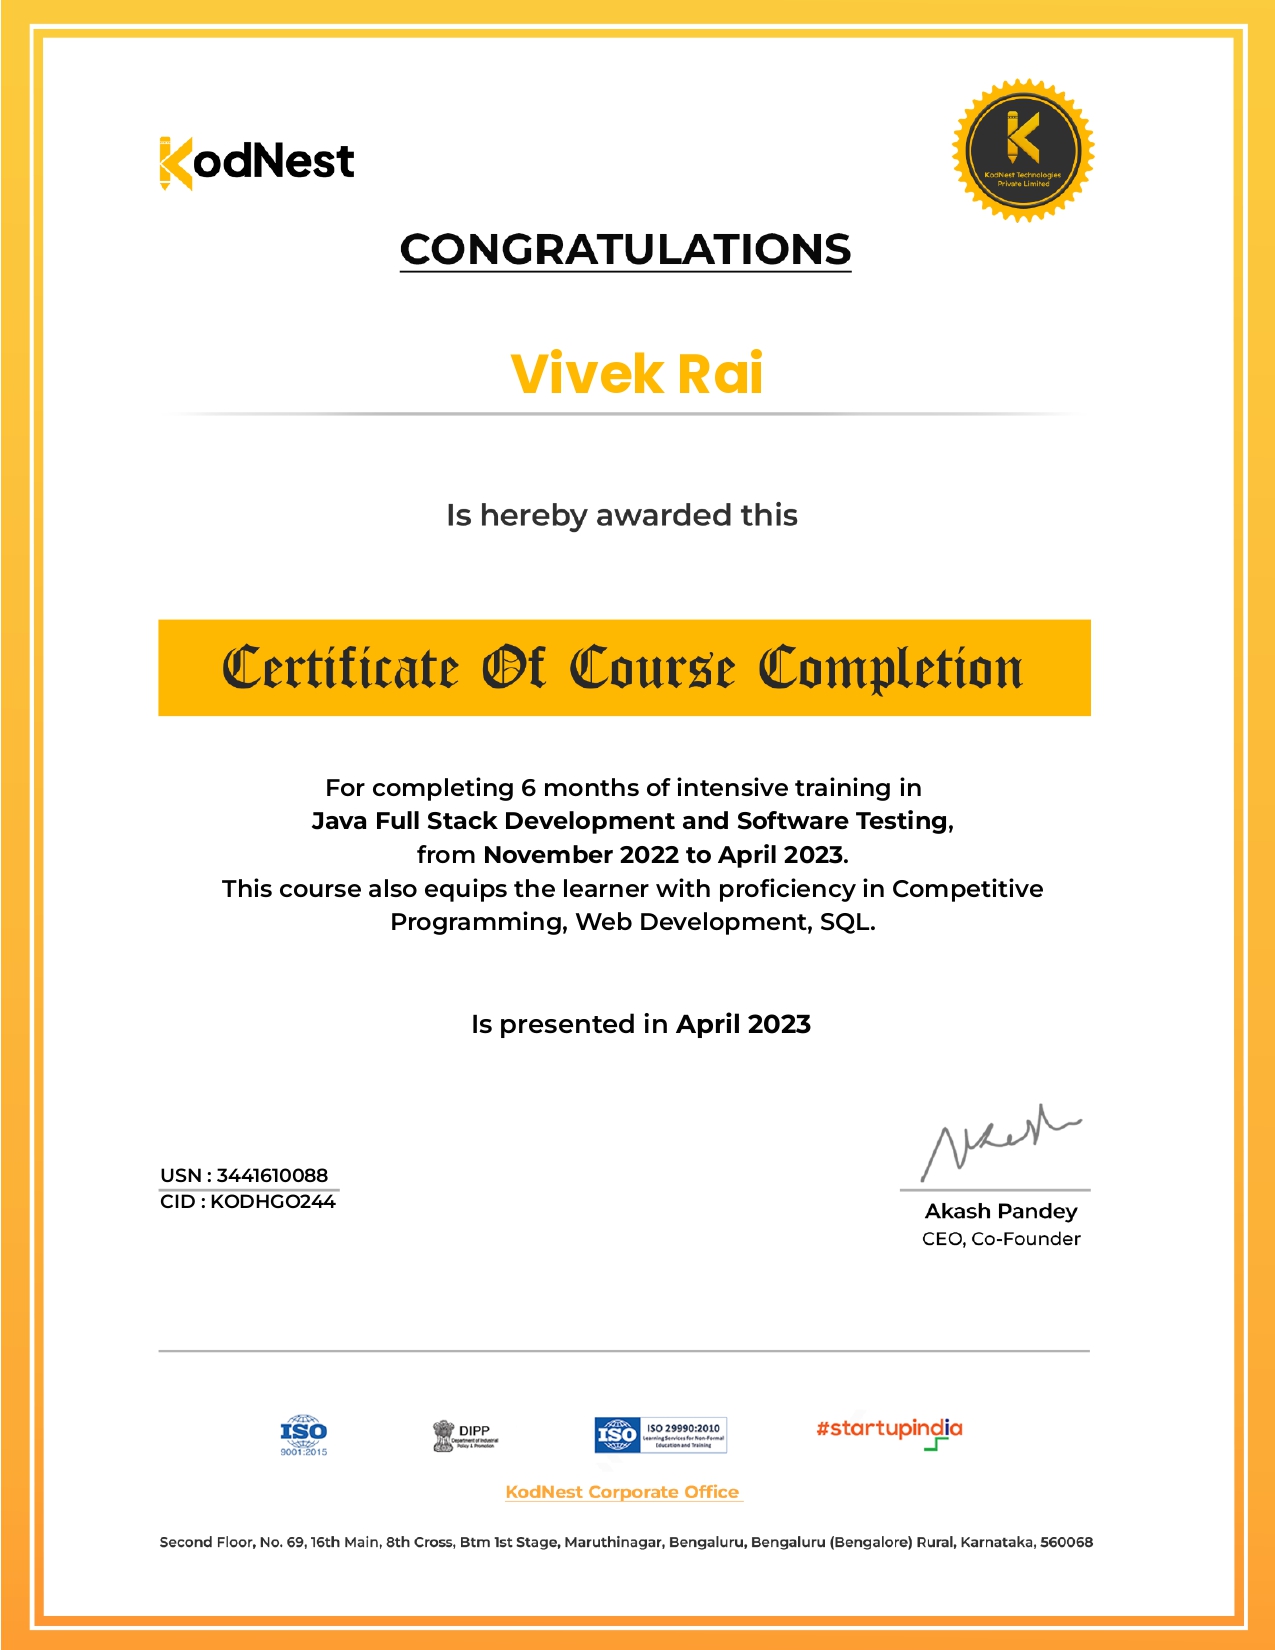 KodNest
KodNest Technologies
Private Limited
CONGRATULATIONS
Vivek Rai
Is hereby awarded this
Certificate Of Course Completion
For completing 6 months of intensive training in
Java Full Stack Development and Software Testing,
from November 2022 to April 2023.
This course also equips the learner with proficiency in Competitive
Programming, Web Development, SQL.
Is presented in April 2023
USN : 3441610088
CID : KODHGO244
Akash Pandey
CEO, Co-Founder
ISO
9001:2015
DIPP
Department of Industrial
Policy & Promotion
ISO
ISO 29990:2010
Learning Services for Non-Formal
Education and Training
#startupindia
KodNest Corporate Office
Second Floor, No. 69, 16th Main, 8th Cross, Btm 1st Stage, Maruthinagar, Bengaluru, Bengaluru (Bengalore) Rural, Karnataka, 560068